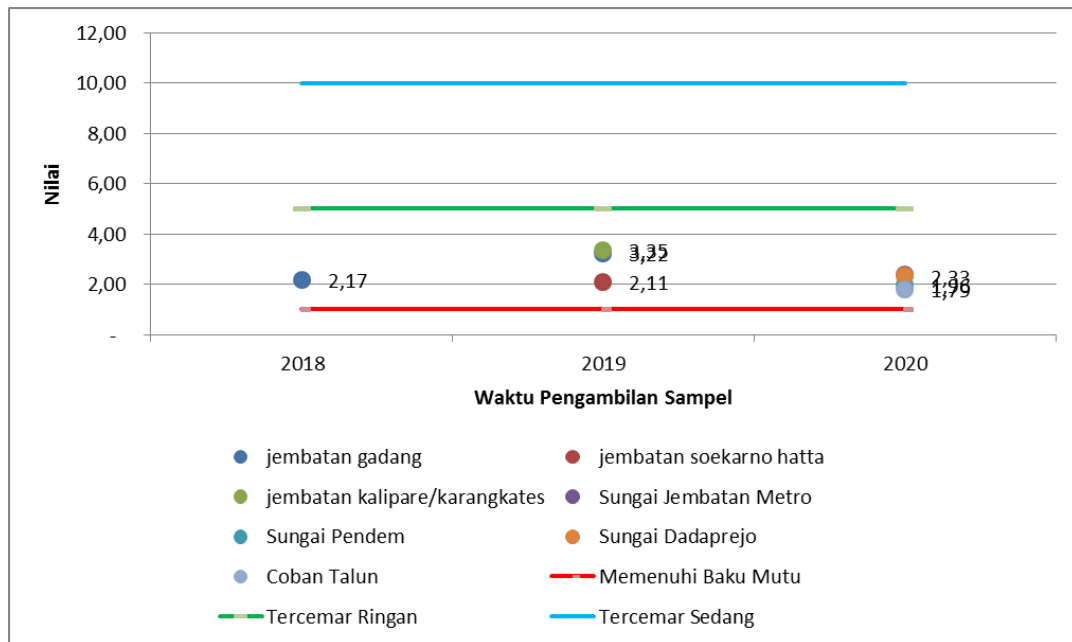 12,00
10,00
8,00
6,00
4,00
2,00
-
Nilai
2,17
3,35
3,22
2,11
2,33
1,96
1,79
2018
2019
2020
Waktu Pengambilan Sampel
jembatan gadang
jembatan soekarno hatta
jembatan kalipare/karangkates
Sungai Jembatan Metro
Sungai Pendem
Sungai Dadaprejo
Coban Talun
Memenuhi Baku Mutu
Tercemar Ringan
Tercemar Sedang